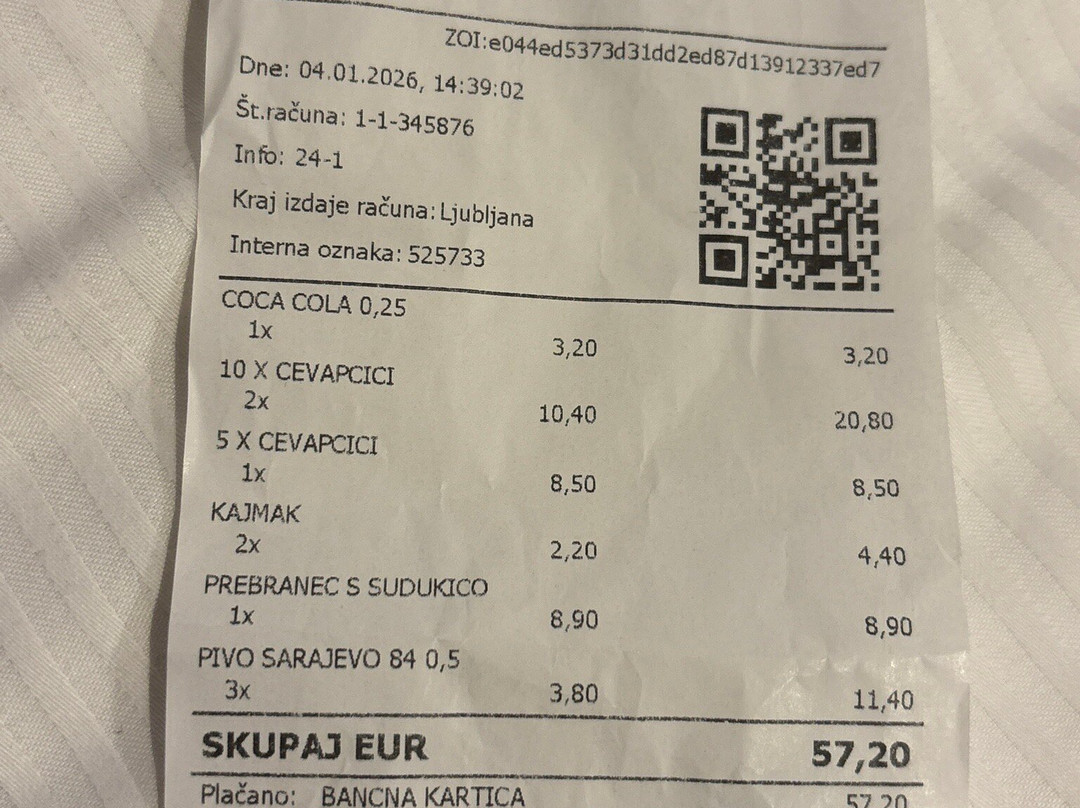 ZOI:e044ed5373d31dd2ed87d13912337ed7
Dne: 04.01.2026, 14:39:02
Št.računa: 1-1-345876
Info: 24-1
Kraj izdaje računa: Ljubljana
Interna oznaka: 525733
COCA COLA 0,25
1x 3,20 3,20
10 X CEVAPCICI
2x 10,40 20,80
5 X CEVAPCICI
1x 8,50 8,50
KAJMAK
2x 2,20 4,40
PREBRANEC S SUDUKICO
1x 8,90 8,90
PIVO SARAJEVO 84 0,5
3x 3,80 11,40
SKUPAJ EUR 57,20
Plačano: BANCNA KARTICA 57,20